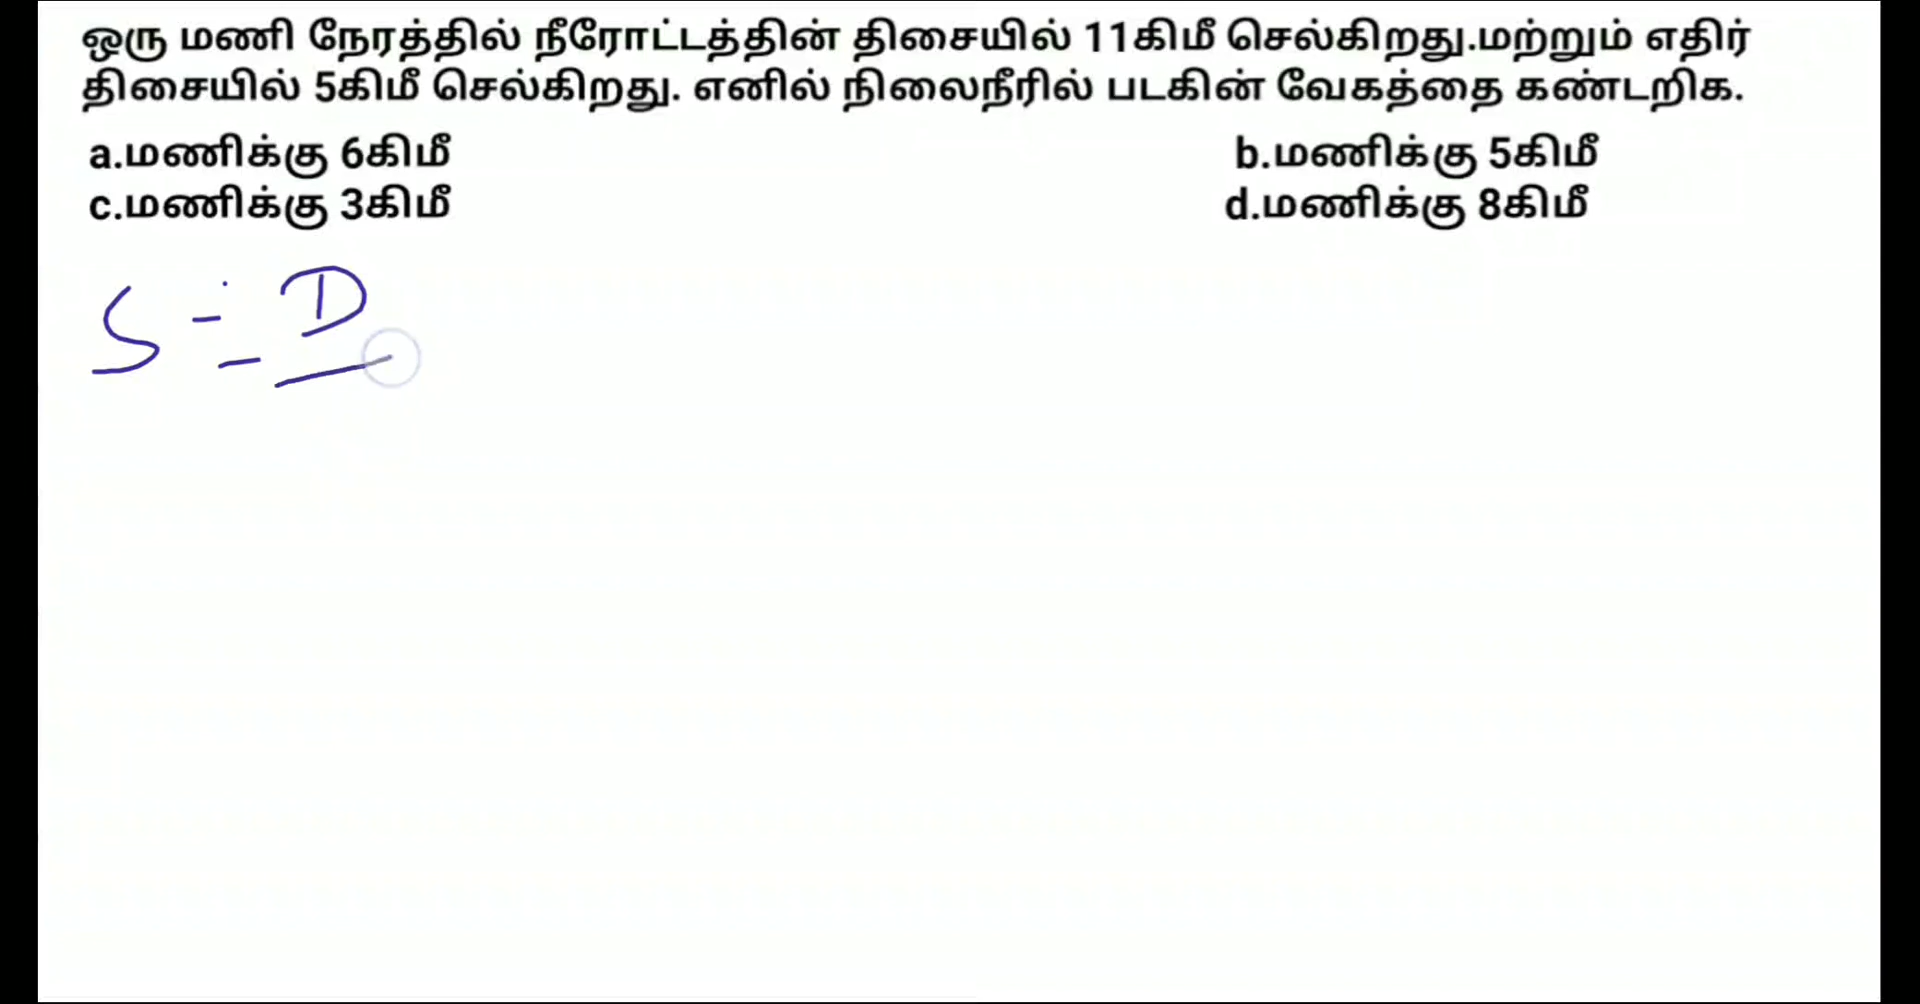 ஒரு மணி நேரத்தில் நீரோட்டத்தின் திசையில் 11கிமீ செல்கிறது.மற்றும் எதிர்
திசையில் 5கிமீ செல்கிறது. எனில் நிலைநீரில் படகின் வேகத்தை கண்டறிக.
a.மணிக்கு 6கிமீ b.மணிக்கு 5கிமீ
c.மணிக்கு 3கிமீ d.மணிக்கு 8கிமீ
S = D